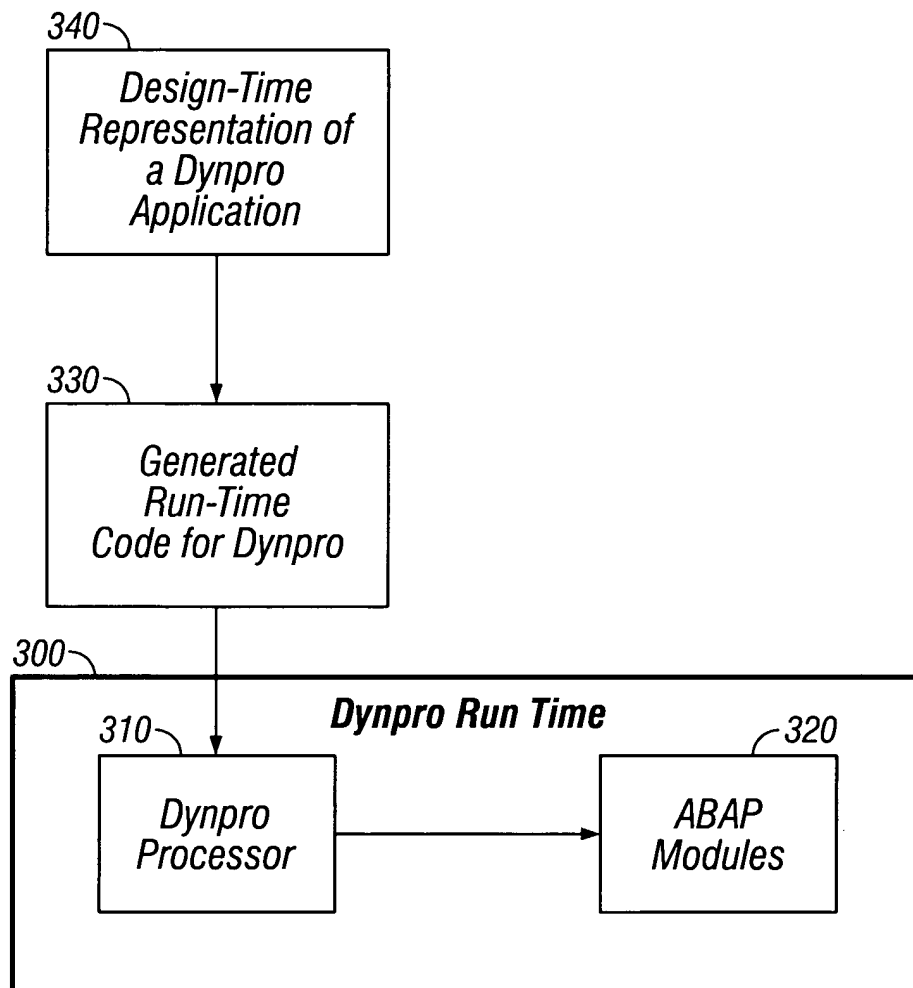 340
Design-Time
Representation of
a Dynpro
Application
330
Generated
Run-Time
Code for Dynpro
300
Dynpro Run Time
310
320
Dynpro
Processor
ABAP
Modules